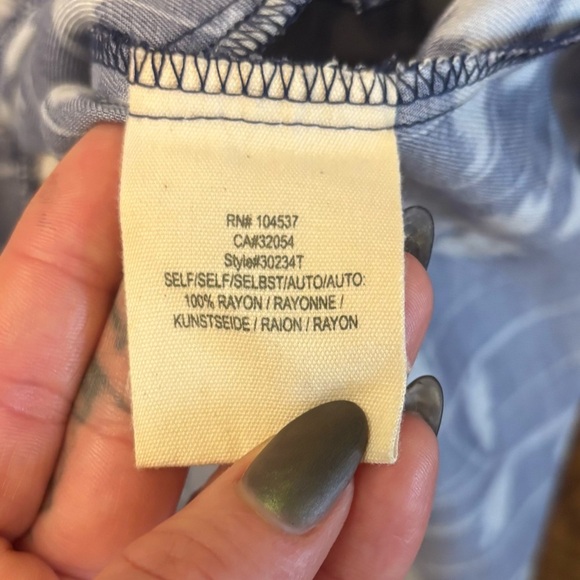 RN# 104537
CA#32054
Style#30234T
SELF/SELF/SELBST/AUTO/AUTO:
100% RAYON / RAYONNE /
KUNSTSEIDE / RAION / RAYON